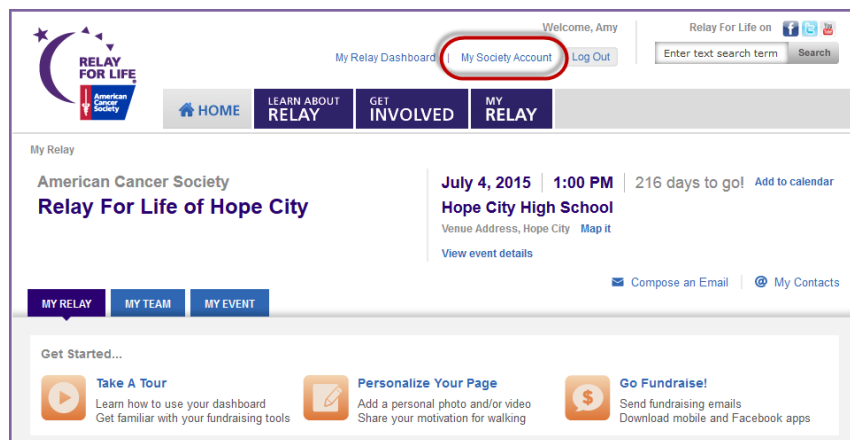 Welcome, Amy
Relay For Life on
My Relay Dashboard | My Society Account
Log Out
Enter text search term
Search
RELAY
FOR LIFE
American
Cancer
Society
HOME
LEARN ABOUT
RELAY
GET
INVOLVED
MY
RELAY
My Relay
American Cancer Society
Relay For Life of Hope City
July 4, 2015 | 1:00 PM | 216 days to go! Add to calendar
Hope City High School
Venue Address, Hope City Map it
View event details
Compose an Email
My Contacts
MY RELAY
MY TEAM
MY EVENT
Get Started...
Take A Tour
Learn how to use your dashboard
Get familiar with your fundraising tools
Personalize Your Page
Add a personal photo and/or video
Share your motivation for walking
Go Fundraise!
Send fundraising emails
Download mobile and Facebook apps